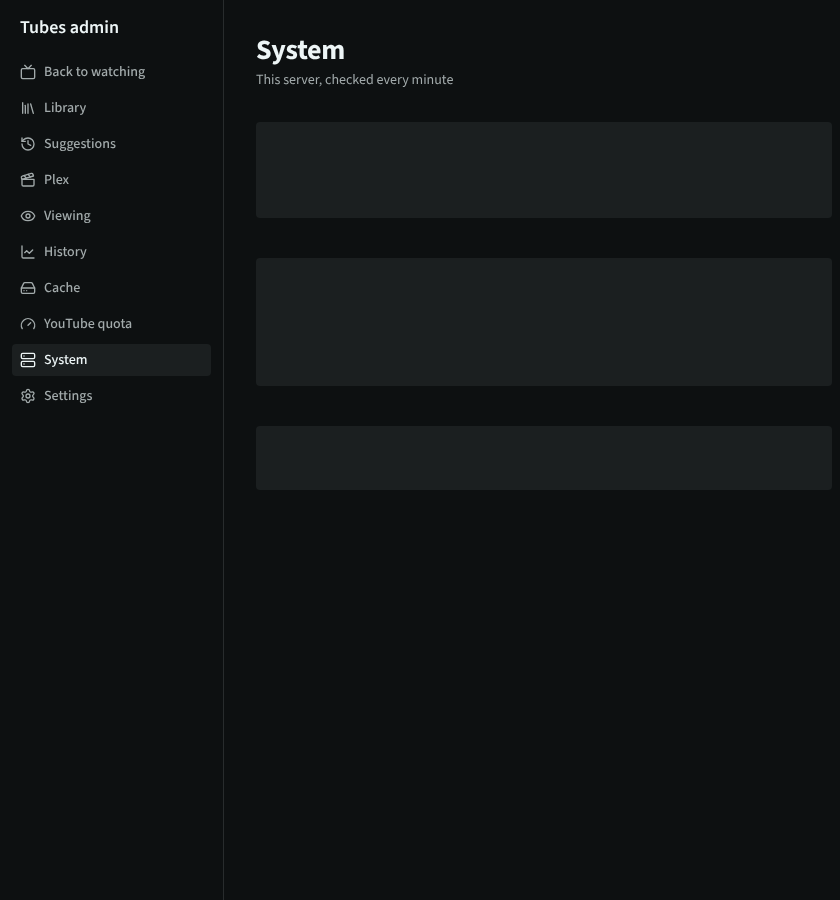 Tubes admin
Back to watching
Library
Suggestions
Plex
Viewing
History
Cache
YouTube quota
System
Settings
System
This server, checked every minute